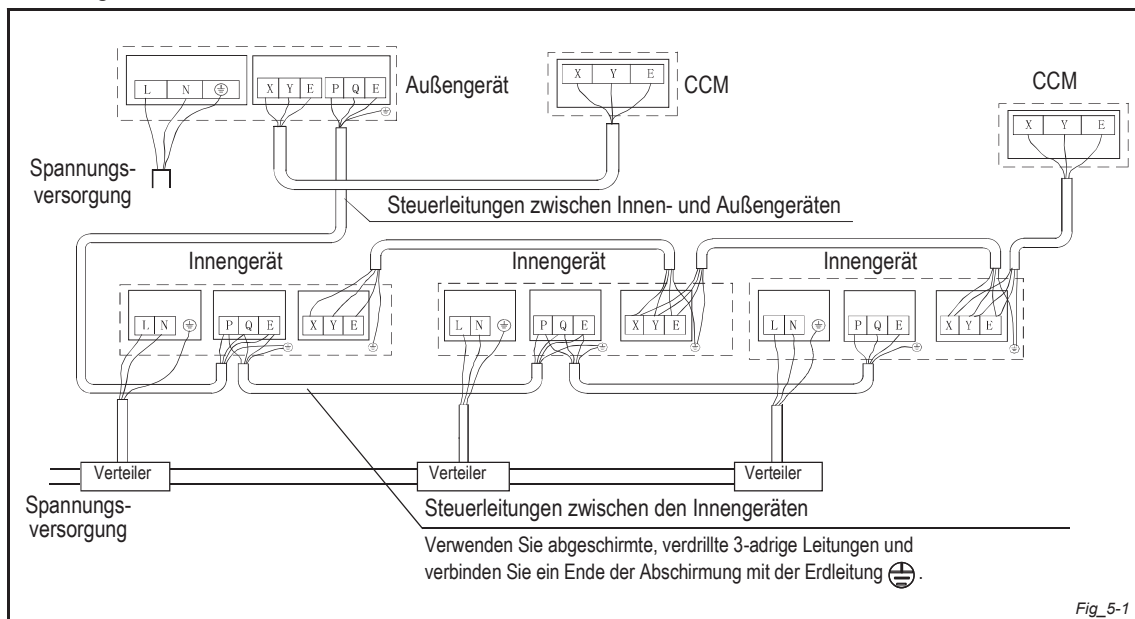 L N X Y E P Q E Außengerät
X Y E CCM
CCM
X Y E
Spannungs-
versorgung
Steuerleitungen zwischen Innen- und Außengeräten
Innengerät Innengerät Innengerät
L N P Q E X Y E L N P Q E X Y E L N P Q E X Y E
Verteiler Verteiler Verteiler
Spannungs-
versorgung
Steuerleitungen zwischen den Innengeräten
Verwenden Sie abgeschirmte, verdrillte 3-adrige Leitungen und
verbinden Sie ein Ende der Abschirmung mit der Erdleitung .
Fig_5-1